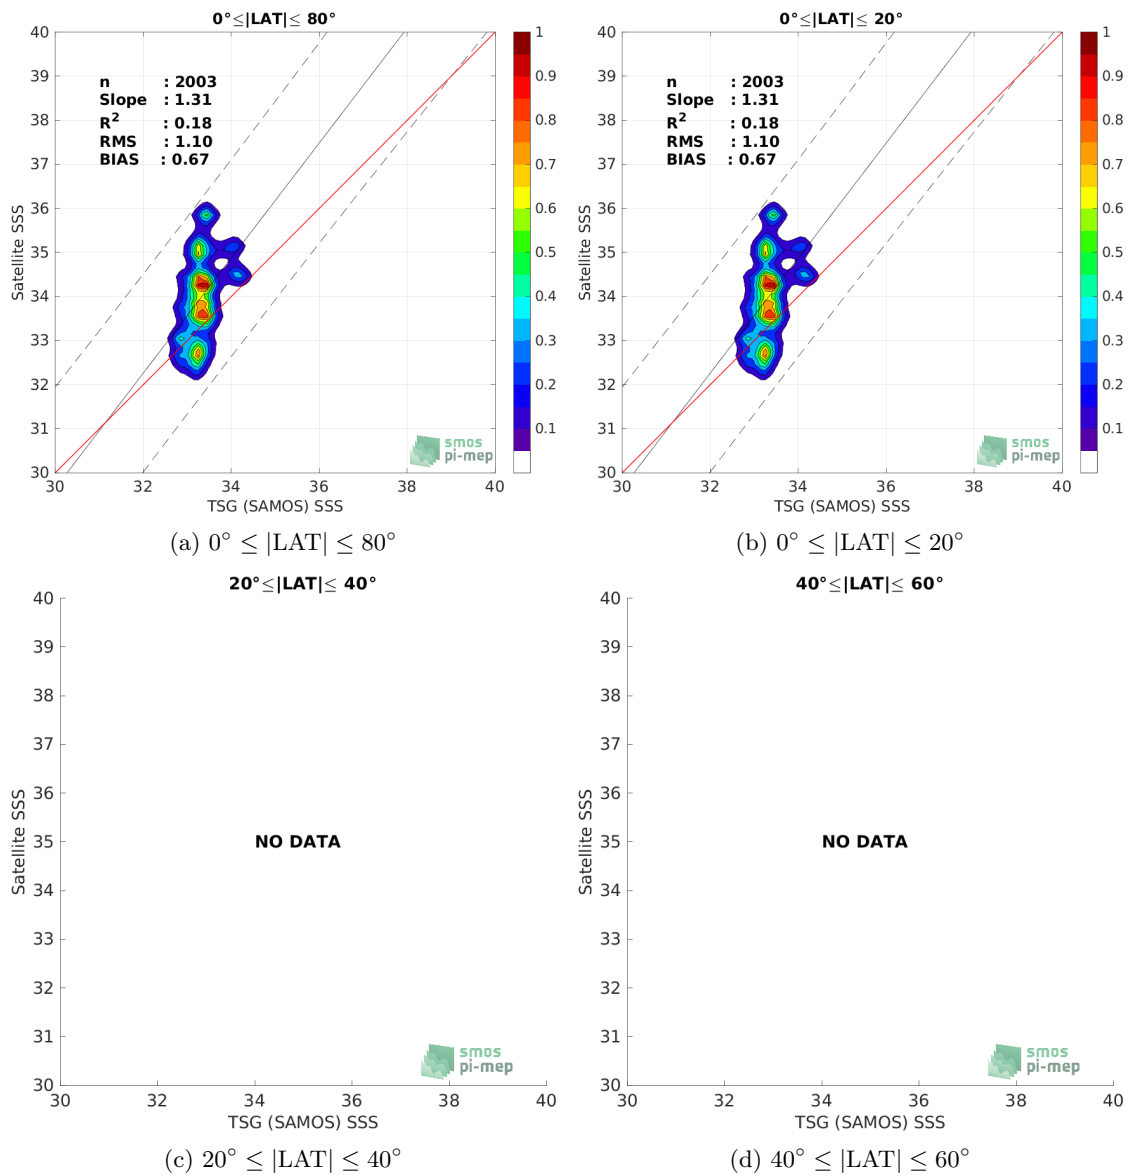 0°≤|LAT|≤ 80°
40
39
38
37
36
35
34
33
32
31
30
Satellite SSS
n : 2003
Slope : 1.31
R² : 0.18
RMS : 1.10
BIAS : 0.67
smos
pi-mep
30 32 34 36 38 40
TSG (SAMOS) SSS
1
0.9
0.8
0.7
0.6
0.5
0.4
0.3
0.2
0.1
(a) 0° ≤ |LAT| ≤ 80°
0°≤|LAT|≤ 20°
40
39
38
37
36
35
34
33
32
31
30
Satellite SSS
n : 2003
Slope : 1.31
R² : 0.18
RMS : 1.10
BIAS : 0.67
smos
pi-mep
30 32 34 36 38 40
TSG (SAMOS) SSS
1
0.9
0.8
0.7
0.6
0.5
0.4
0.3
0.2
0.1
(b) 0° ≤ |LAT| ≤ 20°
20°≤|LAT|≤ 40°
40
39
38
37
36
35
34
33
32
31
30
Satellite SSS
NO DATA
smos
pi-mep
30 32 34 36 38 40
TSG (SAMOS) SSS
(c) 20° ≤ |LAT| ≤ 40°
40°≤|LAT|≤ 60°
40
39
38
37
36
35
34
33
32
31
30
Satellite SSS
NO DATA
smos
pi-mep
30 32 34 36 38 40
TSG (SAMOS) SSS
(d) 40° ≤ |LAT| ≤ 60°